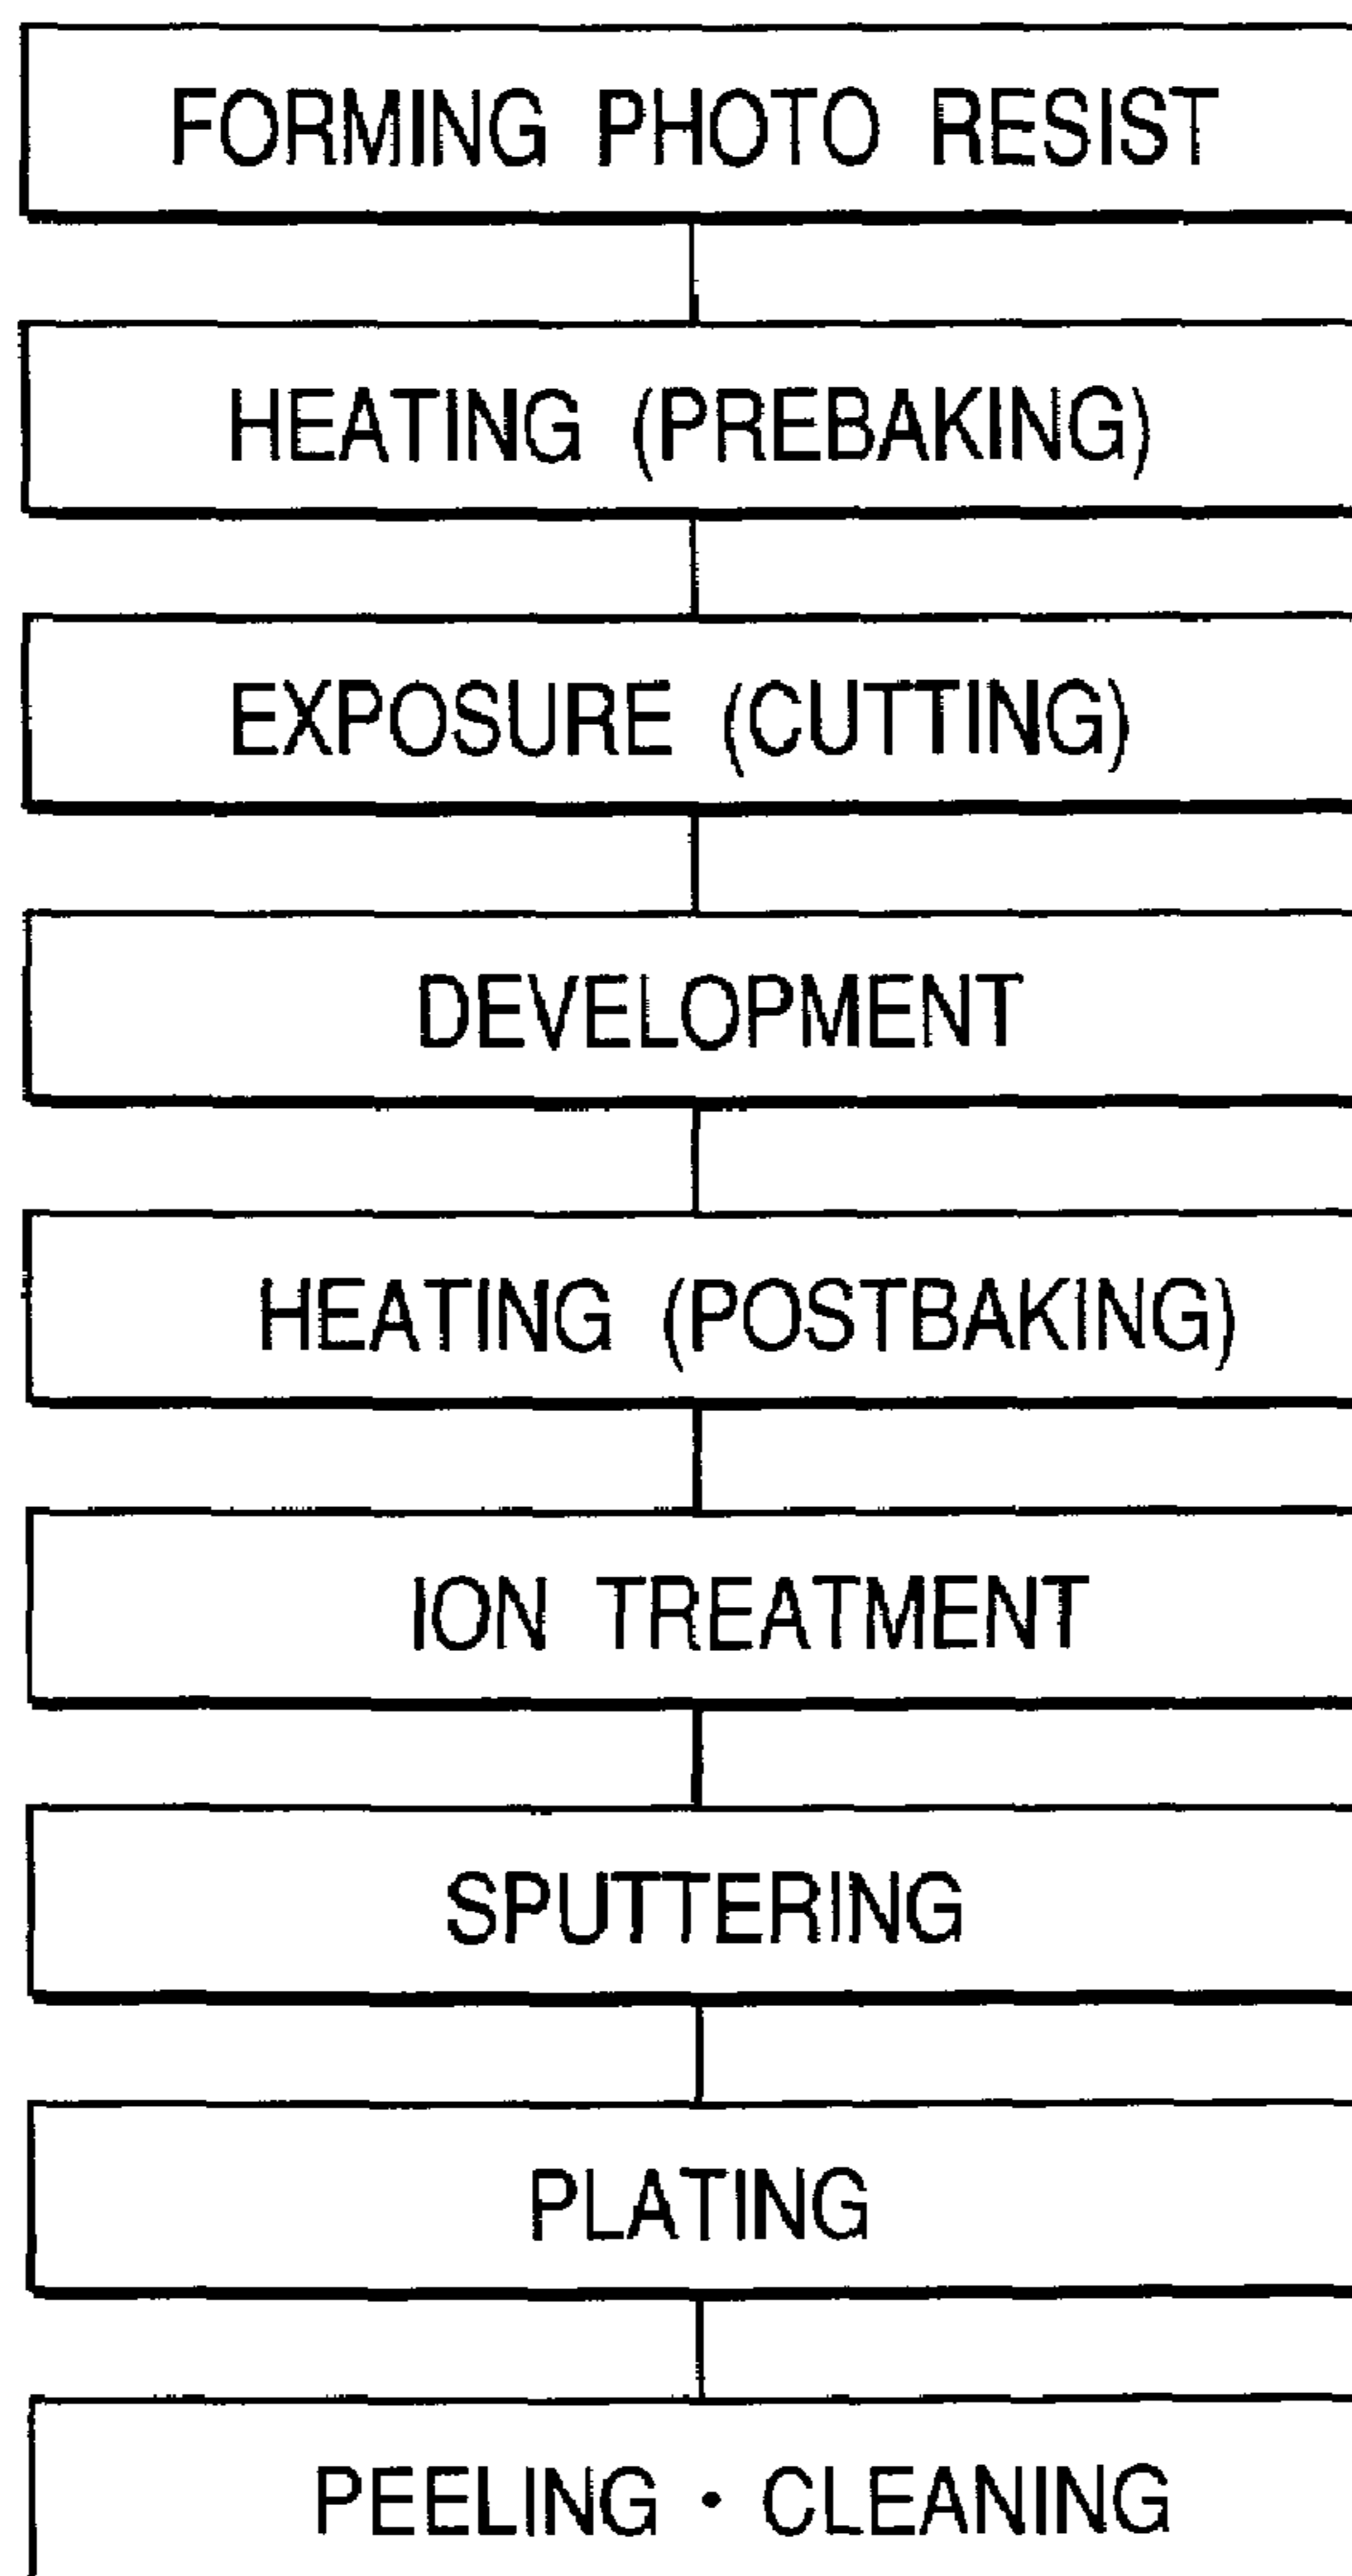 FORMING PHOTO RESIST
HEATING (PREBAKING)
EXPOSURE (CUTTING)
DEVELOPMENT
HEATING (POSTBAKING)
ION TREATMENT
SPUTTERING
PLATING
PEELING・CLEANING